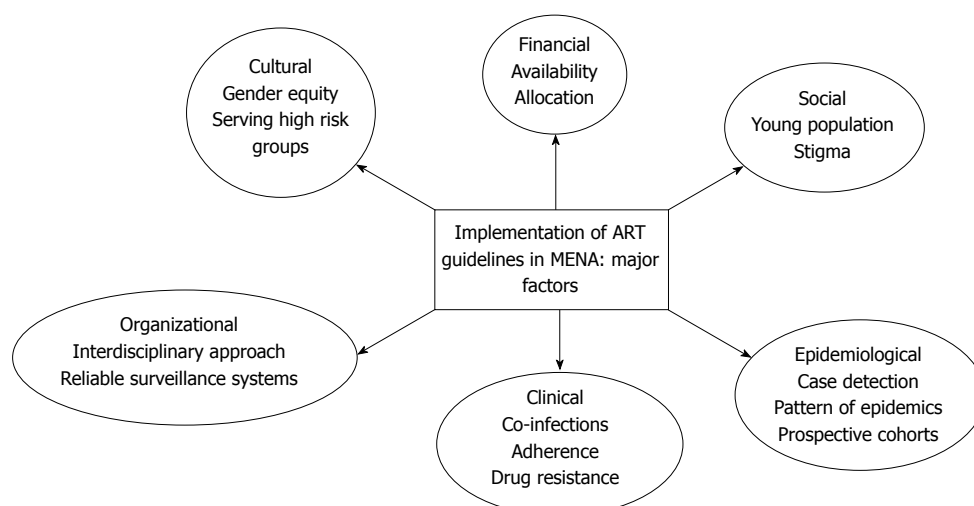 Cultural
Gender equity
Serving high risk
groups
Financial
Availability
Allocation
Social
Young population
Stigma
Implementation of ART
guidelines in MENA: major
factors
Organizational
Interdisciplinary approach
Reliable surveillance systems
Clinical
Co-infections
Adherence
Drug resistance
Epidemiological
Case detection
Pattern of epidemics
Prospective cohorts